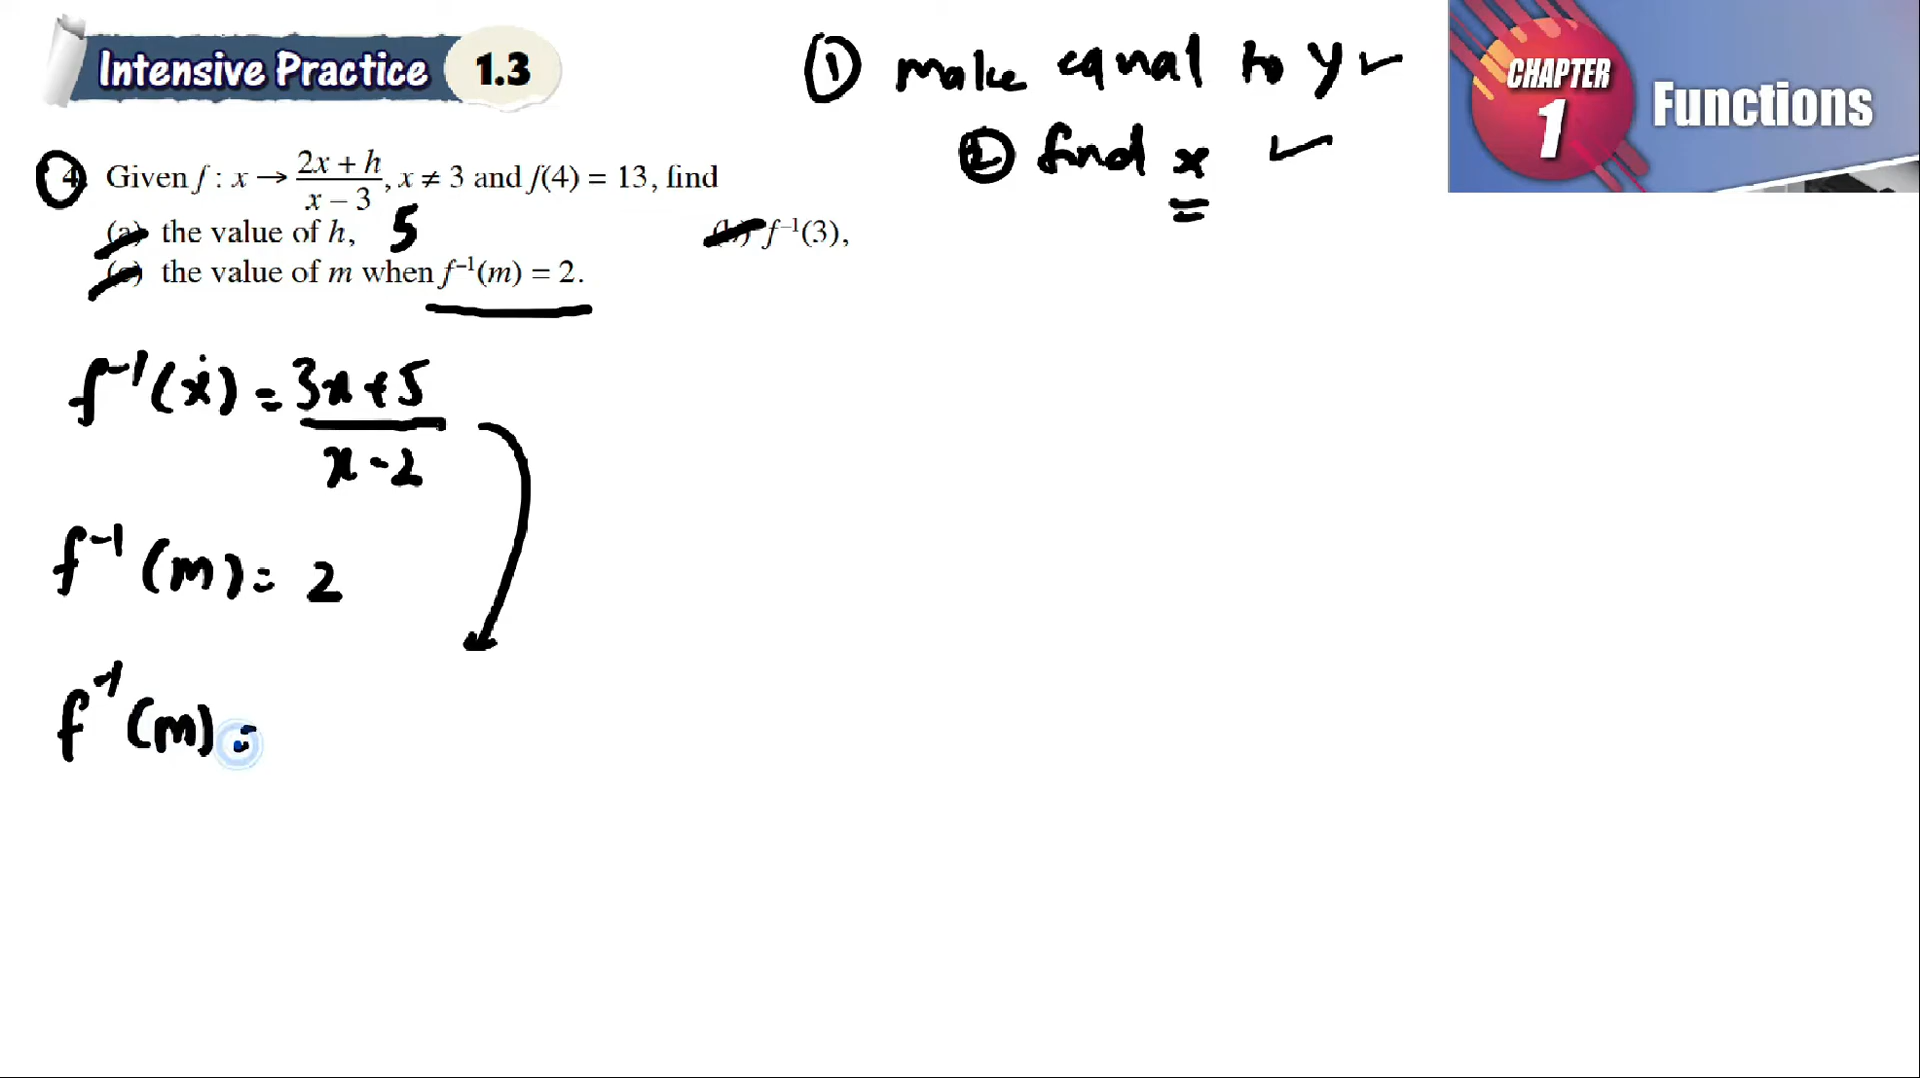 Intensive Practice 1.3
① make equal to y ✓
CHAPTER 1 Functions
② find x ✓
4 Given f : x → (2x + h)/(x − 3), x ≠ 3 and f(4) = 13, find
(a) the value of h, 5
(b) f⁻¹(3),
(c) the value of m when f⁻¹(m) = 2.
f⁻¹(x) = (3x + 5)/(x - 2)
f⁻¹(m) = 2
f⁻¹(m) =